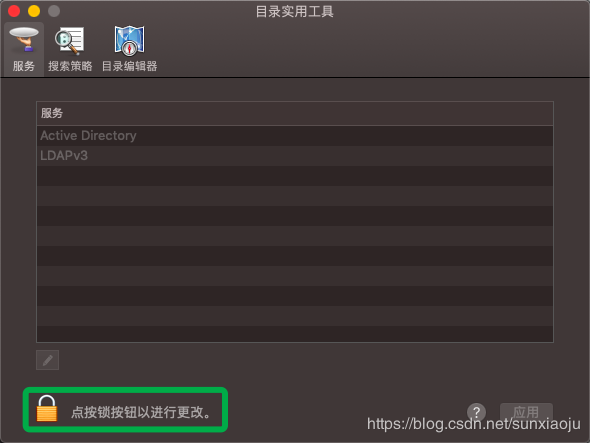 目录实用工具
服务
搜索策略
目录编辑器
服务
Active Directory
LDAPv3
点按锁按钮以进行更改。
?
应用
https://blog.csdn.net/sunxiaoju